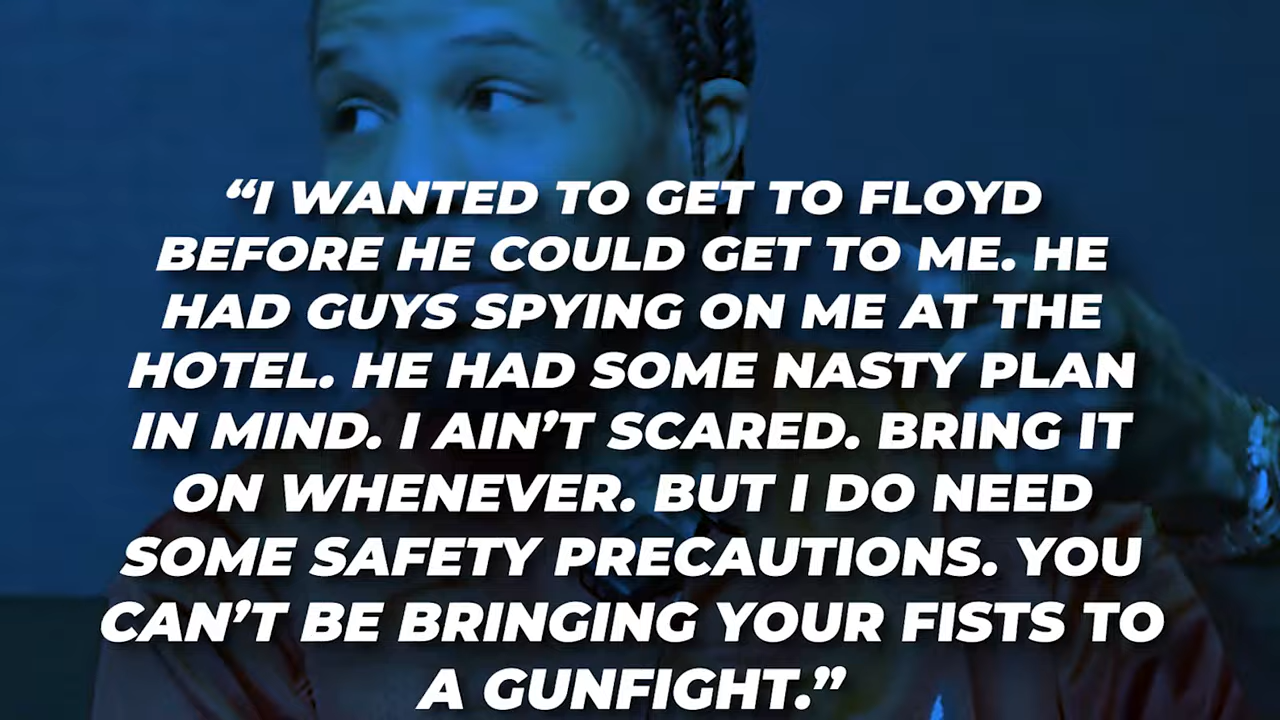 “I WANTED TO GET TO FLOYD
BEFORE HE COULD GET TO ME. HE
HAD GUYS SPYING ON ME AT THE
HOTEL. HE HAD SOME NASTY PLAN
IN MIND. I AIN’T SCARED. BRING IT
ON WHENEVER. BUT I DO NEED
SOME SAFETY PRECAUTIONS. YOU
CAN’T BE BRINGING YOUR FISTS TO
A GUNFIGHT.”